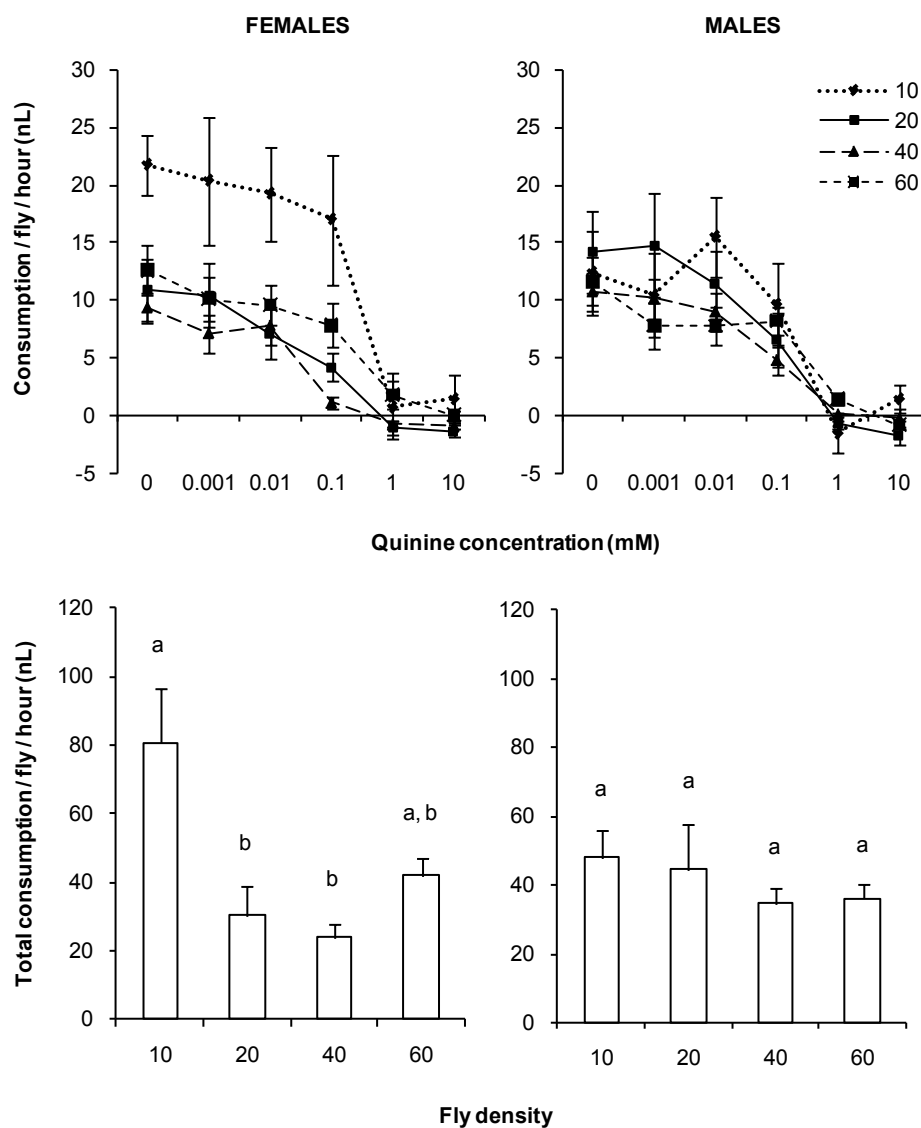 FEMALES
MALES
Consumption / fly / hour (nL)
30
25
20
15
10
5
0
-5
0 0.001 0.01 0.1 1 10
30
25
20
15
10
5
0
-5
0 0.001 0.01 0.1 1 10
10
20
40
60
Quinine concentration (mM)
Total consumption / fly / hour (nL)
120
100
80
60
40
20
0
a
b
b
a, b
10 20 40 60
120
100
80
60
40
20
0
a
a
a
a
10 20 40 60
Fly density